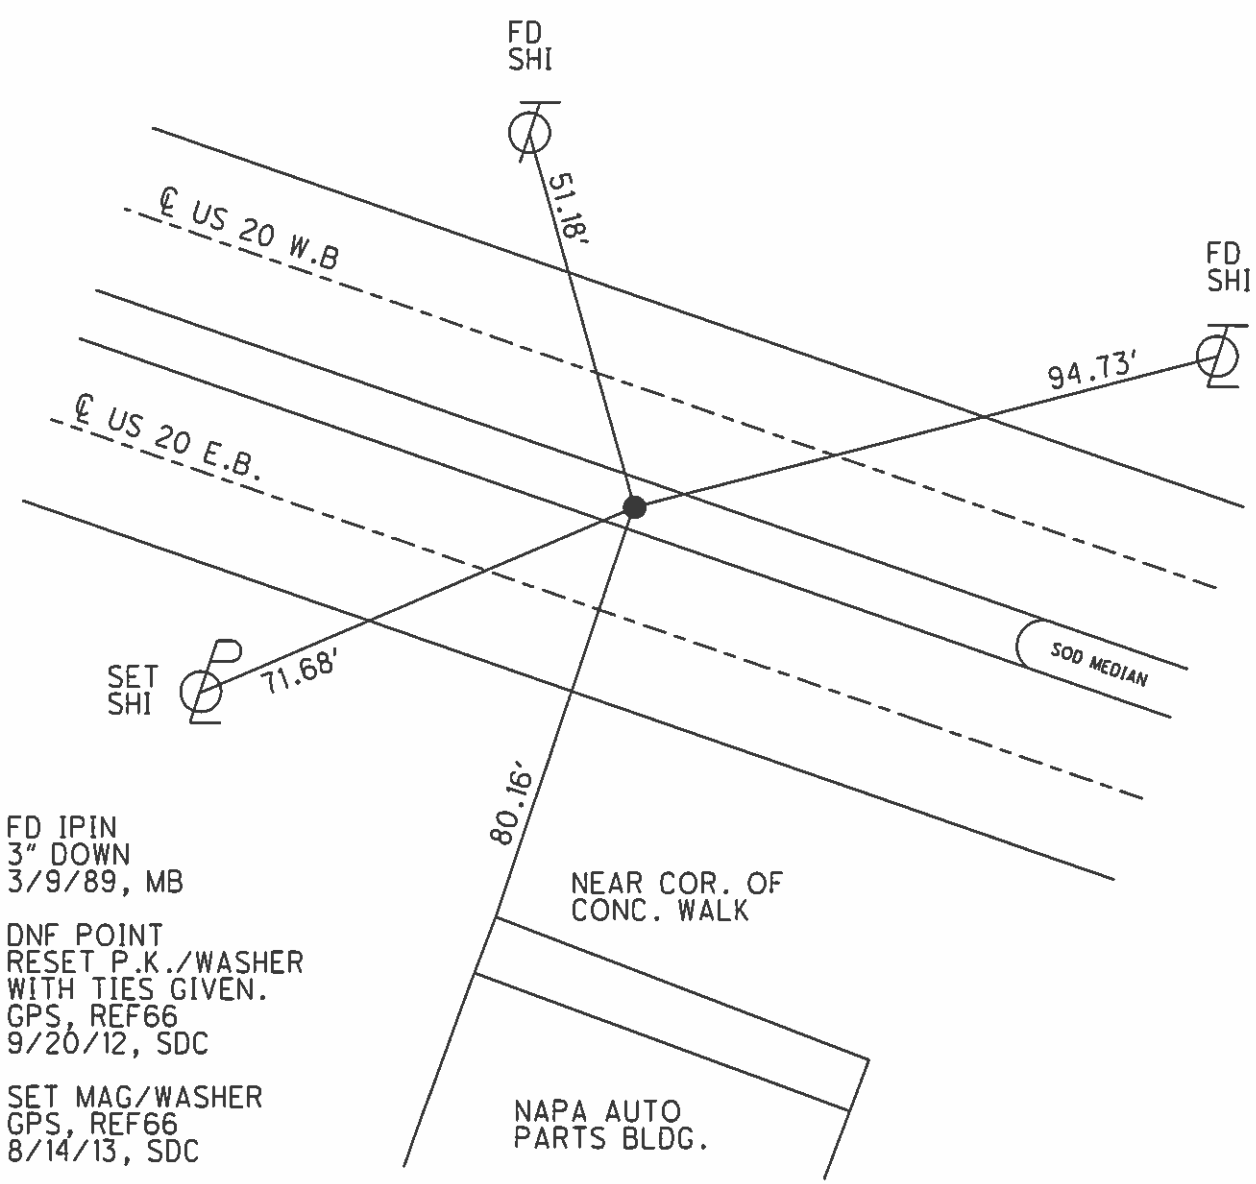 FD
SHI
51.18'
℄ US 20 W.B
FD
SHI
94.73'
℄ US 20 E.B.
SOD MEDIAN
SET
SHI
71.68'
80.16'
FD IPIN
3" DOWN
3/9/89, MB
NEAR COR. OF
CONC. WALK
DNF POINT
RESET P.K./WASHER
WITH TIES GIVEN.
GPS, REF66
9/20/12, SDC
SET MAG/WASHER
GPS, REF66
8/14/13, SDC
NAPA AUTO
PARTS BLDG.